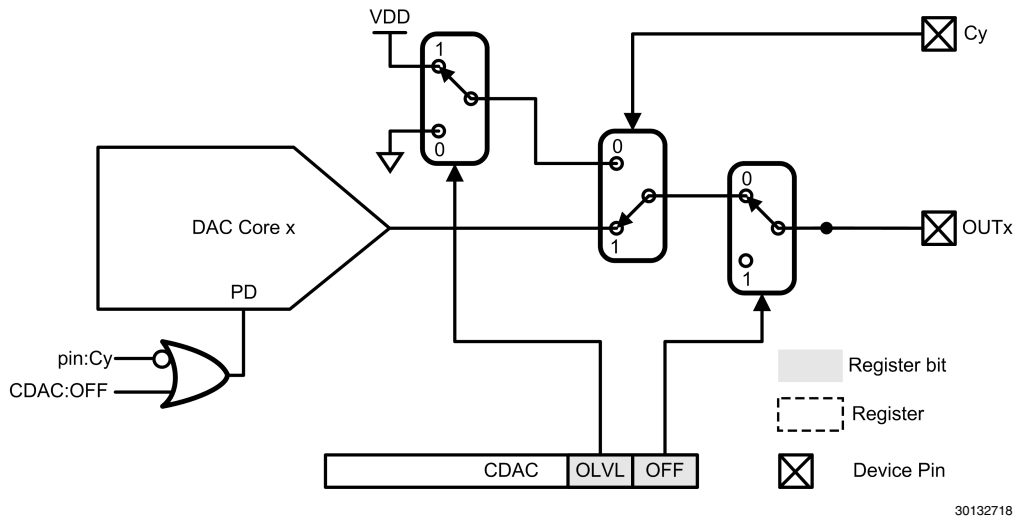 VDD
1
0
Cy
0
1
0
1
DAC Core x
OUTx
PD
pin:Cy
CDAC:OFF
Register bit
Register
CDAC OLVL OFF
Device Pin
30132718